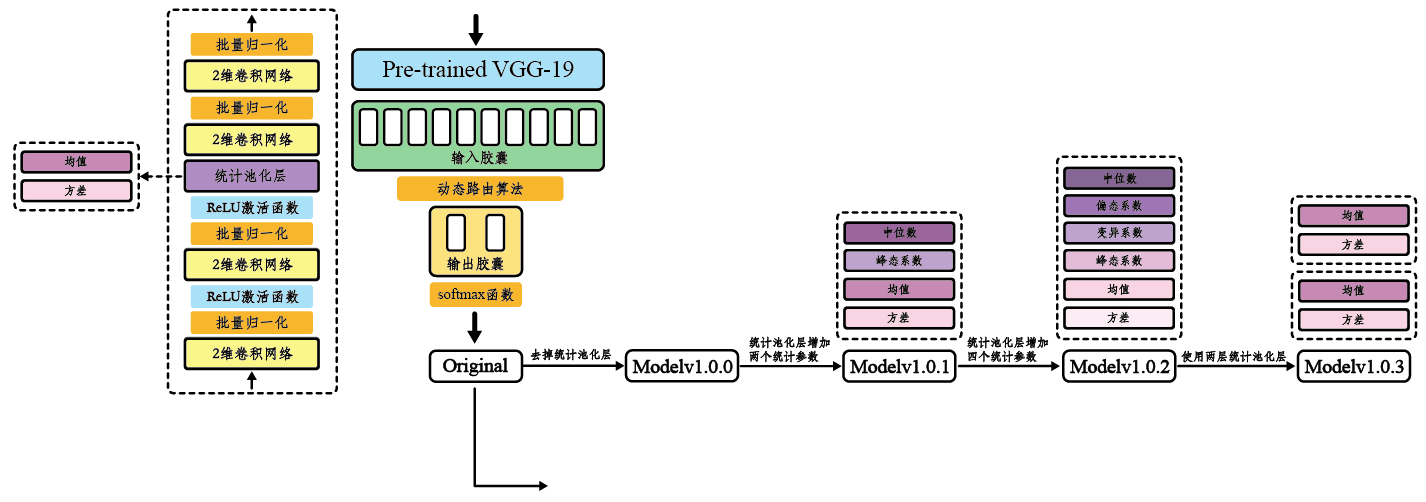 均值
方差
批量归一化
2维卷积网络
批量归一化
2维卷积网络
统计池化层
ReLU激活函数
批量归一化
2维卷积网络
ReLU激活函数
批量归一化
2维卷积网络
Pre-trained VGG-19
输入胶囊
动态路由算法
输出胶囊
softmax函数
Original
去掉统计池化层
Modelv1.0.0
统计池化层增加
两个统计参数
中位数
峰态系数
均值
方差
Modelv1.0.1
统计池化层增加
四个统计参数
中位数
偏态系数
变异系数
峰态系数
均值
方差
Modelv1.0.2
使用两层统计池化层
均值
方差
均值
方差
Modelv1.0.3